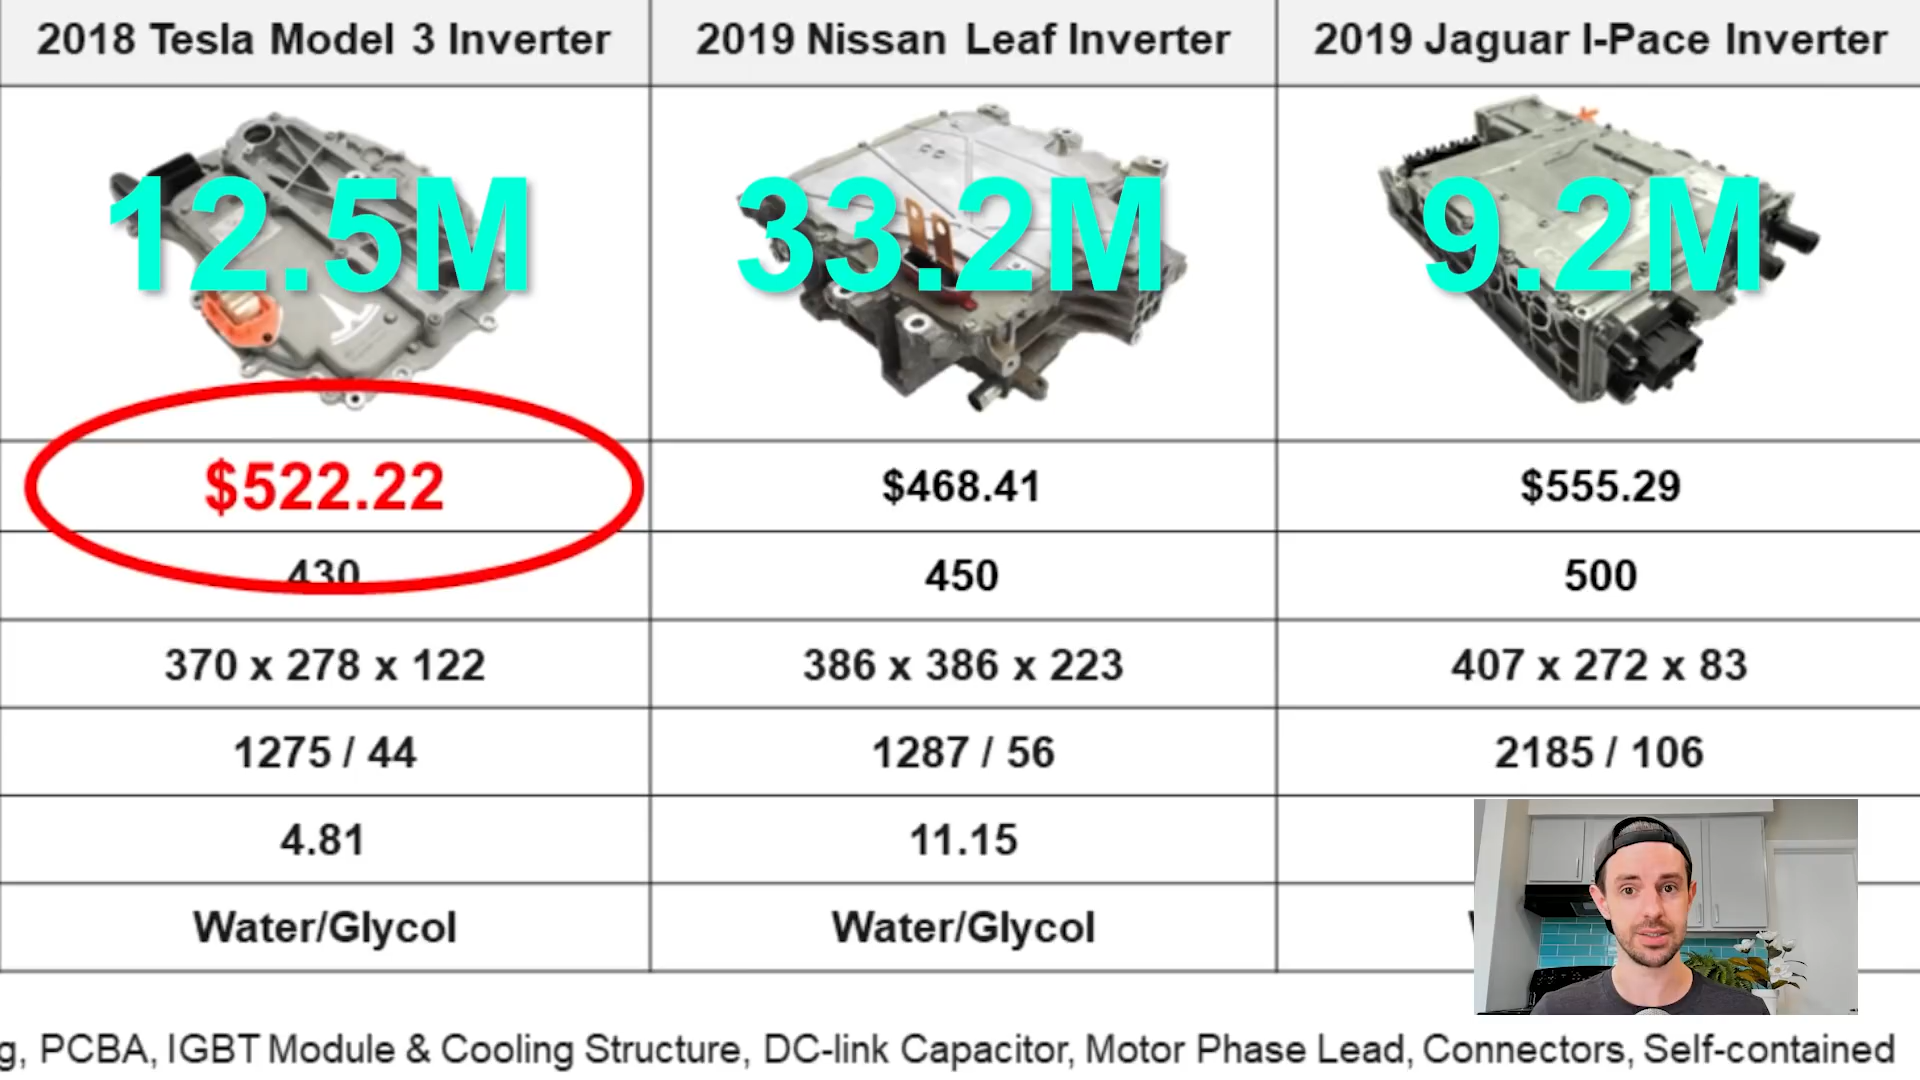 2018 Tesla Model 3 Inverter 2019 Nissan Leaf Inverter 2019 Jaguar I-Pace Inverter
12.5M 33.2M 9.2M
$522.22 $468.41 $555.29
430 450 500
370 x 278 x 122 386 x 386 x 223 407 x 272 x 83
1275 / 44 1287 / 56 2185 / 106
4.81 11.15
Water/Glycol Water/Glycol
PCBA, IGBT Module & Cooling Structure, DC-link Capacitor, Motor Phase Lead, Connectors, Self-contained